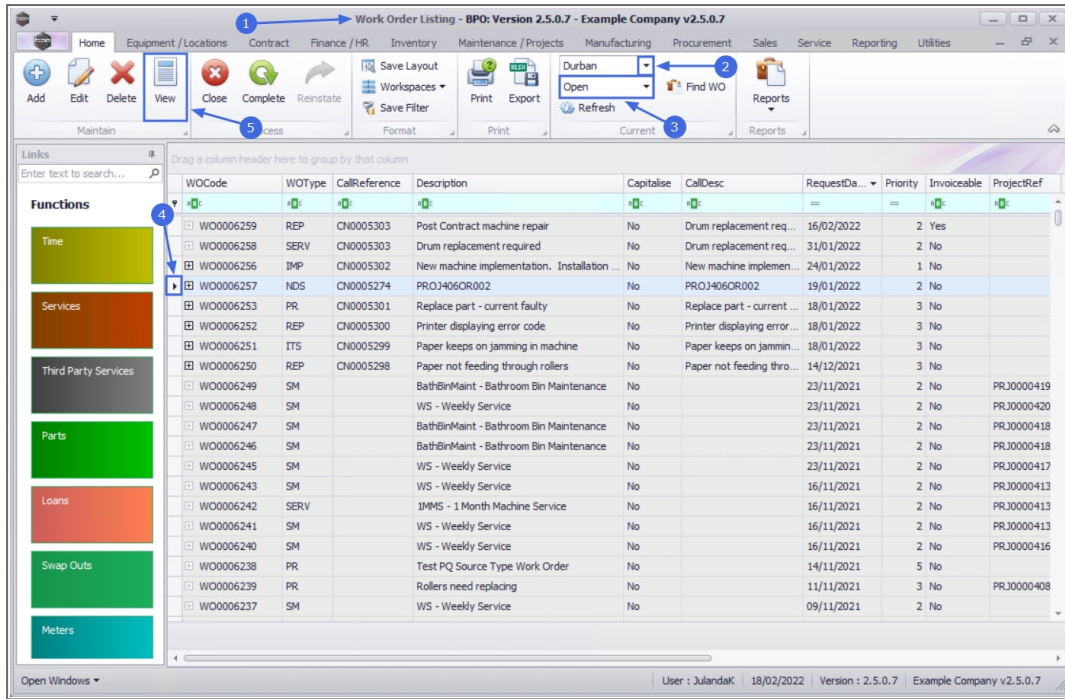 1 Work Order Listing - BPO: Version 2.5.0.7 - Example Company v2.5.0.7
Home Equipment / Locations Contract Finance / HR Inventory Maintenance / Projects Manufacturing Procurement Sales Service Reporting Utilities
Save Layout Durban 2
Workspaces Open Find WO
Add Edit Delete View Close Complete Reinstate Save Filter Print Export Refresh Reports
Maintain 5 Format Print Current 3 Reports
Links
Enter text to search...
Drag a column header here to group by that column
WOCode WOType CallReference Description Capitalise CallDesc RequestDa... Priority Invoiceable ProjectRef
Functions
4
WO0006259 REP CN0005303 Post Contract machine repair No Drum replacement req... 16/02/2022 2 Yes
WO0006258 SERV CN0005303 Drum replacement required No Drum replacement req... 31/01/2022 2 No
WO0006256 IMP CN0005302 New machine implementation. Installation ... No New machine implemen... 24/01/2022 1 No
WO0006257 NDS CN0005274 PROJ406OR002 No PROJ406OR002 19/01/2022 2 No
WO0006253 PR CN0005301 Replace part - current faulty No Replace part - current ... 18/01/2022 3 No
WO0006252 REP CN0005300 Printer displaying error code No Printer displaying error... 18/01/2022 3 No
WO0006251 ITS CN0005299 Paper keeps on jamming in machine No Paper keeps on jammin... 18/01/2022 3 No
WO0006250 REP CN0005298 Paper not feeding through rollers No Paper not feeding thro... 14/12/2021 3 No
WO0006249 SM BathBinMaint - Bathroom Bin Maintenance No 23/11/2021 2 No PRJ0000419
WO0006248 SM WS - Weekly Service No 23/11/2021 2 No PRJ0000420
WO0006247 SM BathBinMaint - Bathroom Bin Maintenance No 23/11/2021 2 No PRJ0000418
WO0006246 SM BathBinMaint - Bathroom Bin Maintenance No 23/11/2021 2 No PRJ0000418
WO0006245 SM WS - Weekly Service No 23/11/2021 2 No PRJ0000417
WO0006243 SM WS - Weekly Service No 16/11/2021 2 No PRJ0000413
WO0006242 SERV 1MMS - 1 Month Machine Service No 16/11/2021 2 No PRJ0000413
WO0006241 SM WS - Weekly Service No 16/11/2021 2 No PRJ0000413
WO0006240 SM WS - Weekly Service No 16/11/2021 2 No PRJ0000416
WO0006238 PR Test PQ Source Type Work Order No 14/11/2021 5 No
WO0006239 PR Rollers need replacing No 11/11/2021 3 No PRJ0000408
WO0006237 SM WS - Weekly Service No 09/11/2021 2 No
Time
Services
Third Party Services
Parts
Loans
Swap Outs
Meters
Open Windows User : JulandaK 18/02/2022 Version : 2.5.0.7 Example Company v2.5.0.7